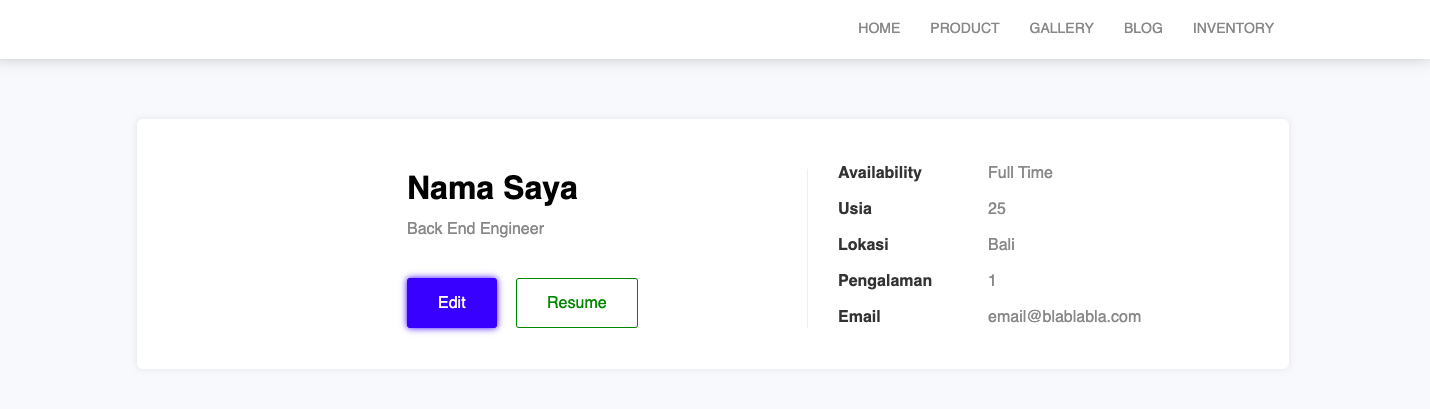 HOME PRODUCT GALLERY BLOG INVENTORY
Nama Saya
Back End Engineer
Edit Resume
Availability Full Time
Usia 25
Lokasi Bali
Pengalaman 1
Email email@blablabla.com